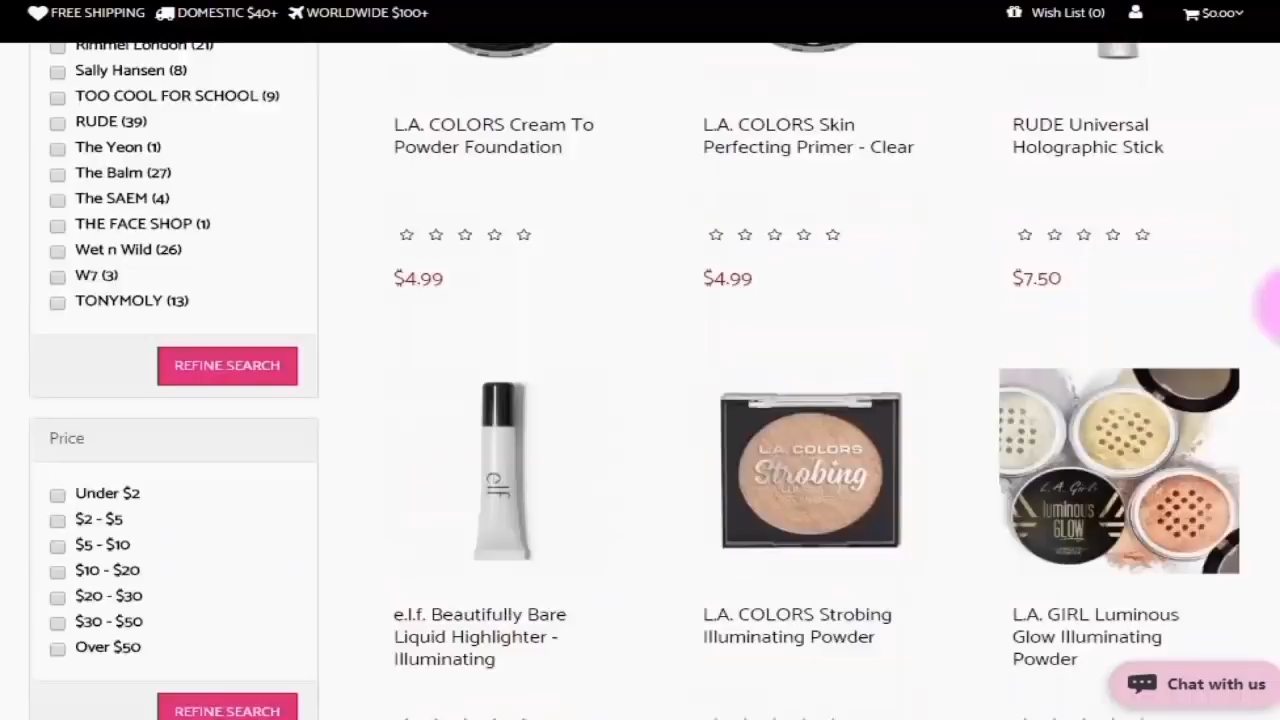 FREE SHIPPING DOMESTIC $40+ WORLDWIDE $100+
Wish List (0) $0.00
Rimmel London (21)
Sally Hansen (8)
TOO COOL FOR SCHOOL (9)
RUDE (39)
The Yeon (1)
The Balm (27)
The SAEM (4)
THE FACE SHOP (1)
Wet n Wild (26)
W7 (3)
TONYMOLY (13)
REFINE SEARCH
Price
Under $2
$2 - $5
$5 - $10
$10 - $20
$20 - $30
$30 - $50
Over $50
REFINE SEARCH
L.A. COLORS Cream To
Powder Foundation
$4.99
L.A. COLORS Skin
Perfecting Primer - Clear
$4.99
RUDE Universal
Holographic Stick
$7.50
elf
e.l.f. Beautifully Bare
Liquid Highlighter -
Illuminating
L.A. COLORS
Strobing
L.A. COLORS Strobing
Illuminating Powder
L.A. Girl
luminous
GLOW
L.A. GIRL Luminous
Glow Illuminating
Powder
Chat with us